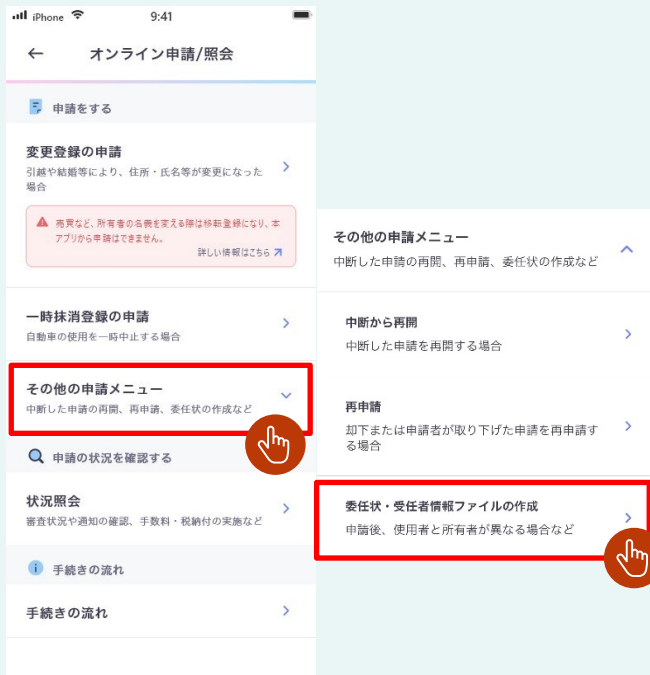 iPhone
9:41
オンライン申請/照会
申請をする
変更登録の申請
引越や結婚等により、住所・氏名等が変更になった
場合
売買など、所有者の名義を変える際は移転登録になり、本
アプリから申請はできません。
詳しい情報はこちら
一時抹消登録の申請
自動車の使用を一時中止する場合
その他の申請メニュー
中断した申請の再開、再申請、委任状の作成など
申請の状況を確認する
状況照会
審査状況や通知の確認、手数料・税納付の実施など
手続きの流れ
手続きの流れ
その他の申請メニュー
中断した申請の再開、再申請、委任状の作成など
中断から再開
中断した申請を再開する場合
再申請
却下または申請者が取り下げた申請を再申請す
る場合
委任状・受任者情報ファイルの作成
申請後、使用者と所有者が異なる場合など